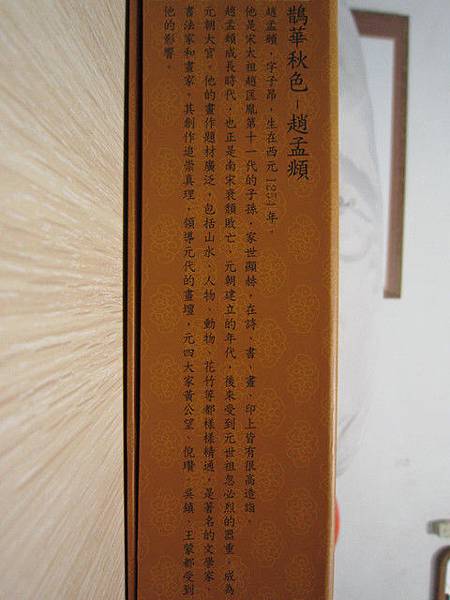 鵲華秋色－趙孟頫
趙孟頫，字子昂，生在西元1254年。
他是宋太祖趙匡胤第十一代的子孫，家世顯赫，在詩、書、畫、印上皆有很高造詣。
趙孟頫成長時代，也正是南宋衰頹敗亡、元朝建立的年代，後來受到元世祖忽必烈的器重，成為
元朝大官。他的畫作題材廣泛，包括山水、人物、動物、花竹等都樣樣精通，是著名的文學家、
書法家和畫家。其創作追崇真理，領導元代的畫壇，元四大家黃公望、倪瓚、吳鎮、王蒙都受到
他的影響。